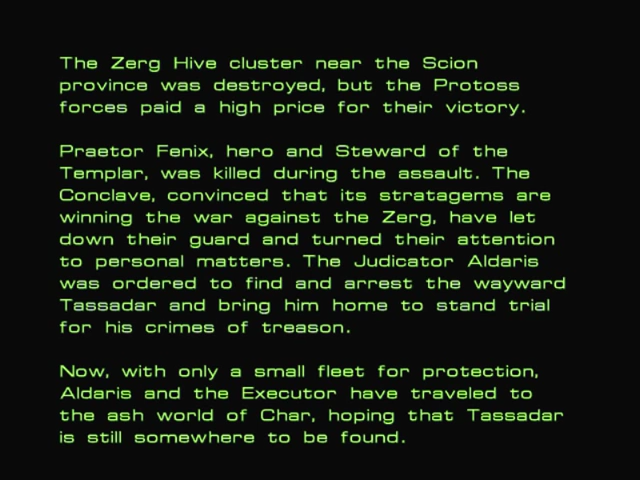 The Zerg Hive cluster near the Scion
province was destroyed, but the Protoss
forces paid a high price for their victory.
Praetor Fenix, hero and Steward of the
Templar, was killed during the assault. The
Conclave, convinced that its stratagems are
winning the war against the Zerg, have let
down their guard and turned their attention
to personal matters. The Judicator Aldaris
was ordered to find and arrest the wayward
Tassadar and bring him home to stand trial
for his crimes of treason.
Now, with only a small fleet for protection,
Aldaris and the Executor have traveled to
the ash world of Char, hoping that Tassadar
is still somewhere to be found.